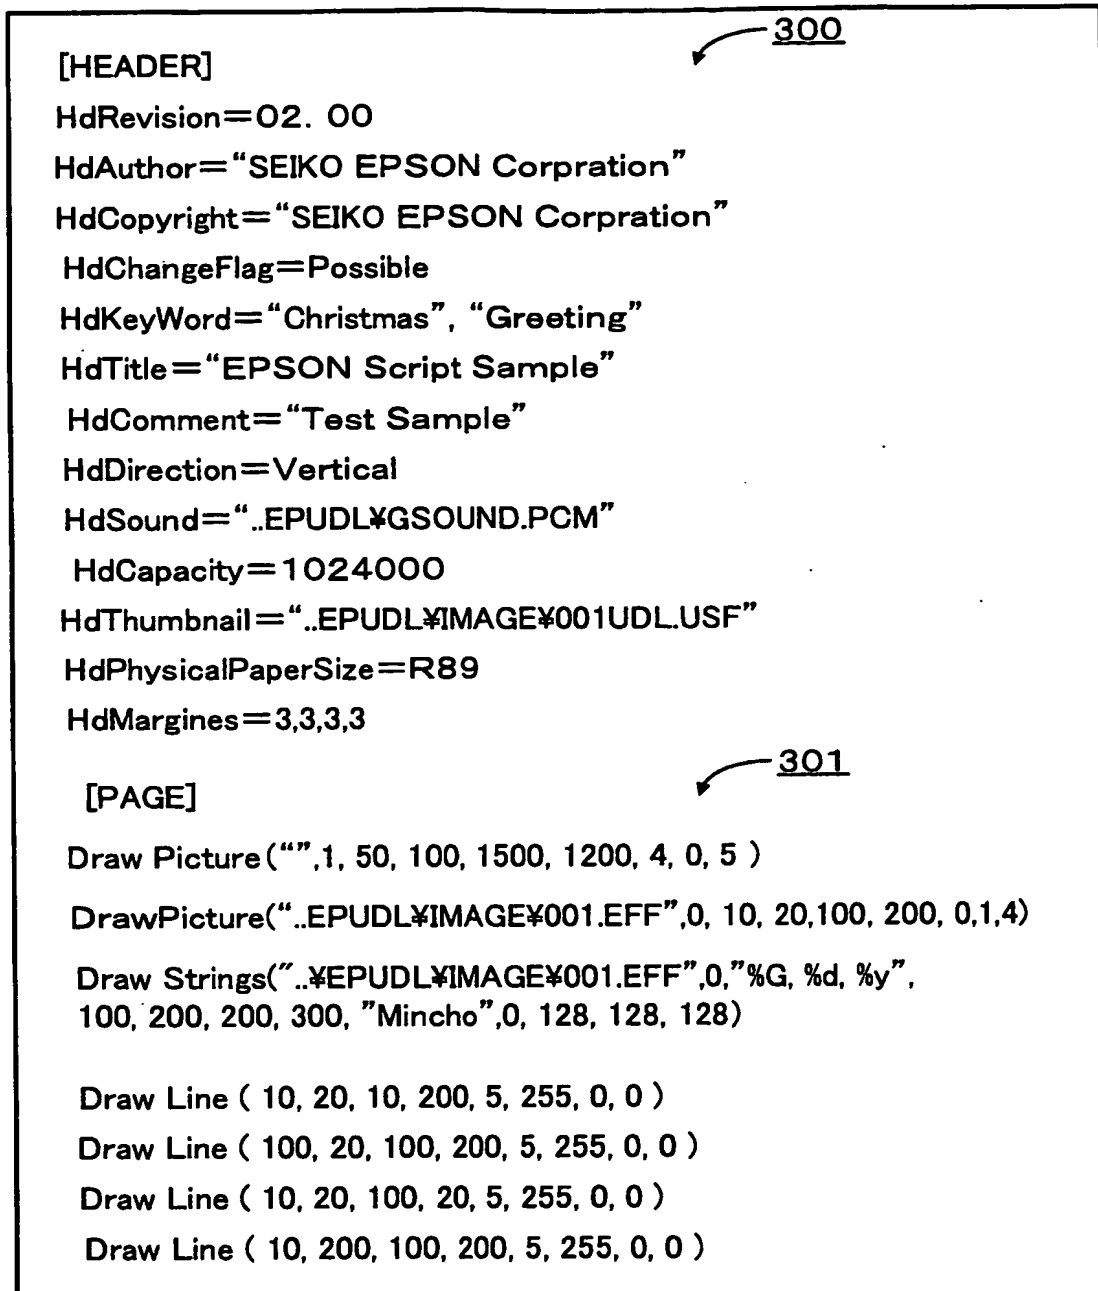 300
[HEADER]
HdRevision=02. 00
HdAuthor=“SEIKO EPSON Corpration”
HdCopyright=“SEIKO EPSON Corpration”
HdChangeFlag=Possible
HdKeyWord=“Christmas”, “Greeting”
HdTitle=“EPSON Script Sample”
HdComment=“Test Sample”
HdDirection=Vertical
HdSound=“..EPUDL¥GSOUND.PCM”
HdCapacity=1024000
HdThumbnail=“..EPUDL¥IMAGE¥001UDL.USF”
HdPhysicalPaperSize=R89
HdMargines=3,3,3,3
301
[PAGE]
Draw Picture(“”,1, 50, 100, 1500, 1200, 4, 0, 5 )
DrawPicture(“..EPUDL¥IMAGE¥001.EFF”,0, 10, 20,100, 200, 0,1,4)
Draw Strings(”..¥EPUDL¥IMAGE¥001.EFF”,0,”%G, %d, %y”,
100, 200, 200, 300, ”Mincho”,0, 128, 128, 128)
Draw Line ( 10, 20, 10, 200, 5, 255, 0, 0 )
Draw Line ( 100, 20, 100, 200, 5, 255, 0, 0 )
Draw Line ( 10, 20, 100, 20, 5, 255, 0, 0 )
Draw Line ( 10, 200, 100, 200, 5, 255, 0, 0 )